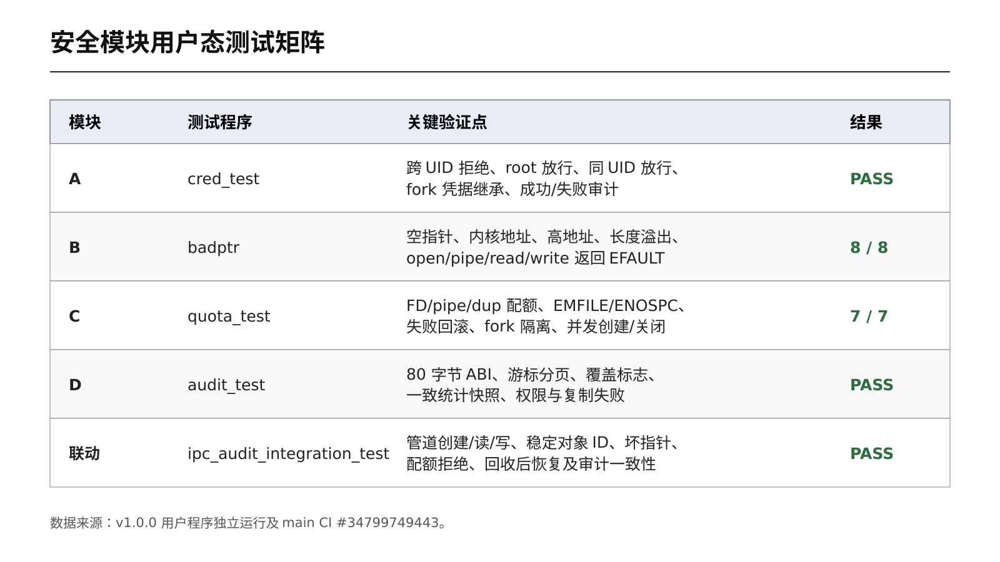 安全模块用户态测试矩阵
模块 测试程序 关键验证点 结果
A cred_test 跨 UID 拒绝、root 放行、同 UID 放行、
fork 凭据继承、成功/失败审计 PASS
B badptr 空指针、内核地址、高地址、长度溢出、
open/pipe/read/write 返回 EFAULT 8 / 8
C quota_test FD/pipe/dup 配额、EMFILE/ENOSPC、
失败回滚、fork 隔离、并发创建/关闭 7 / 7
D audit_test 80 字节 ABI、游标分页、覆盖标志、
一致统计快照、权限与复制失败 PASS
联动 ipc_audit_integration_test 管道创建/读/写、稳定对象 ID、坏指针、
配额拒绝、回收后恢复及审计一致性 PASS
数据来源：v1.0.0 用户程序独立运行及 main CI #34799749443。